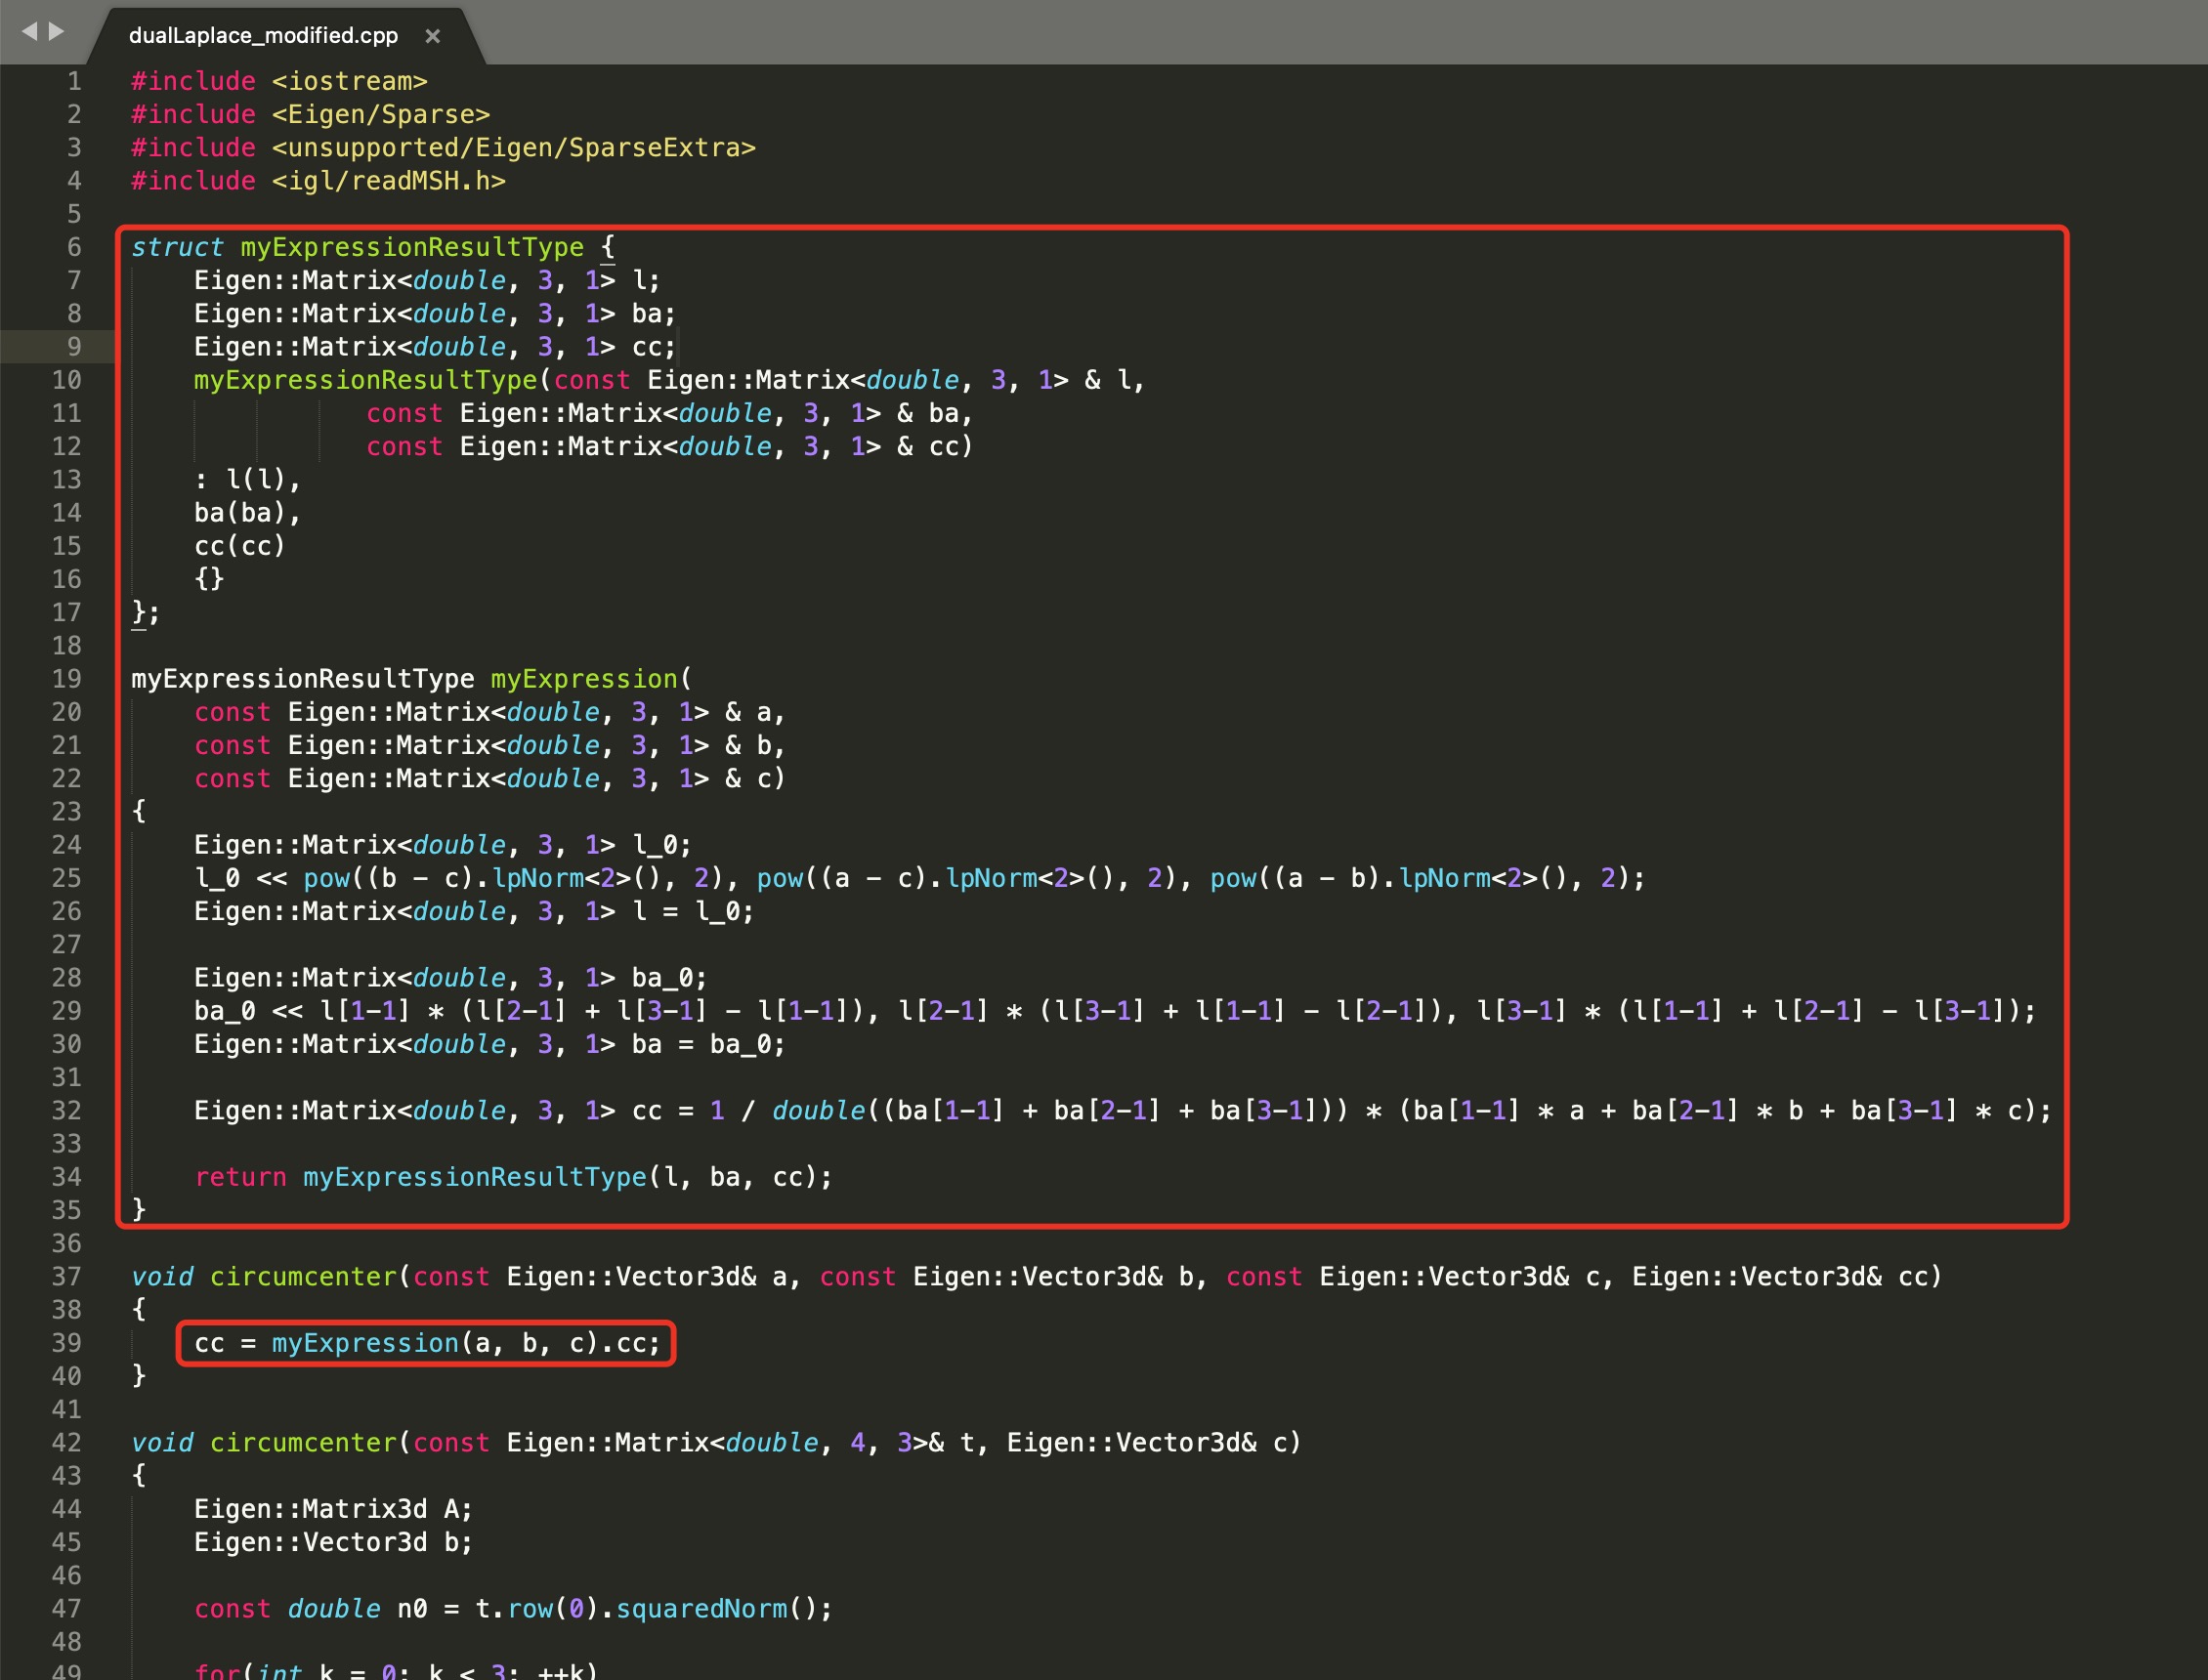 dualLaplace_modified.cpp ×
1 #include <iostream>
2 #include <Eigen/Sparse>
3 #include <unsupported/Eigen/SparseExtra>
4 #include <igl/readMSH.h>
5
6 struct myExpressionResultType {
7     Eigen::Matrix<double, 3, 1> l;
8     Eigen::Matrix<double, 3, 1> ba;
9     Eigen::Matrix<double, 3, 1> cc;
10     myExpressionResultType(const Eigen::Matrix<double, 3, 1> & l,
11                const Eigen::Matrix<double, 3, 1> & ba,
12                const Eigen::Matrix<double, 3, 1> & cc)
13     : l(l),
14     ba(ba),
15     cc(cc)
16     {}
17 };
18
19 myExpressionResultType myExpression(
20     const Eigen::Matrix<double, 3, 1> & a,
21     const Eigen::Matrix<double, 3, 1> & b,
22     const Eigen::Matrix<double, 3, 1> & c)
23 {
24     Eigen::Matrix<double, 3, 1> l_0;
25     l_0 << pow((b - c).lpNorm<2>(), 2), pow((a - c).lpNorm<2>(), 2), pow((a - b).lpNorm<2>(), 2);
26     Eigen::Matrix<double, 3, 1> l = l_0;
27
28     Eigen::Matrix<double, 3, 1> ba_0;
29     ba_0 << l[1-1] * (l[2-1] + l[3-1] - l[1-1]), l[2-1] * (l[3-1] + l[1-1] - l[2-1]), l[3-1] * (l[1-1] + l[2-1] - l[3-1]);
30     Eigen::Matrix<double, 3, 1> ba = ba_0;
31
32     Eigen::Matrix<double, 3, 1> cc = 1 / double((ba[1-1] + ba[2-1] + ba[3-1])) * (ba[1-1] * a + ba[2-1] * b + ba[3-1] * c);
33
34     return myExpressionResultType(l, ba, cc);
35 }
36
37 void circumcenter(const Eigen::Vector3d& a, const Eigen::Vector3d& b, const Eigen::Vector3d& c, Eigen::Vector3d& cc)
38 {
39     cc = myExpression(a, b, c).cc;
40 }
41
42 void circumcenter(const Eigen::Matrix<double, 4, 3>& t, Eigen::Vector3d& c)
43 {
44     Eigen::Matrix3d A;
45     Eigen::Vector3d b;
46
47     const double n0 = t.row(0).squaredNorm();
48
49     for(int k = 0; k < 3; ++k)